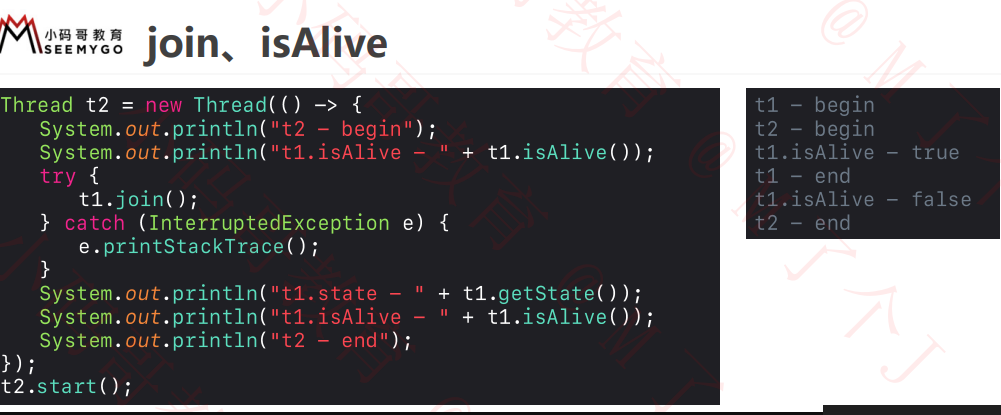 小码哥教育
SEEMYGO
join、isAlive
Thread t2 = new Thread(() -> {
System.out.println("t2 - begin");
System.out.println("t1.isAlive - " + t1.isAlive());
try {
t1.join();
} catch (InterruptedException e) {
e.printStackTrace();
}
System.out.println("t1.state - " + t1.getState());
System.out.println("t1.isAlive - " + t1.isAlive());
System.out.println("t2 - end");
});
t2.start();
t1 - begin
t2 - begin
t1.isAlive - true
t1 - end
t1.isAlive - false
t2 - end